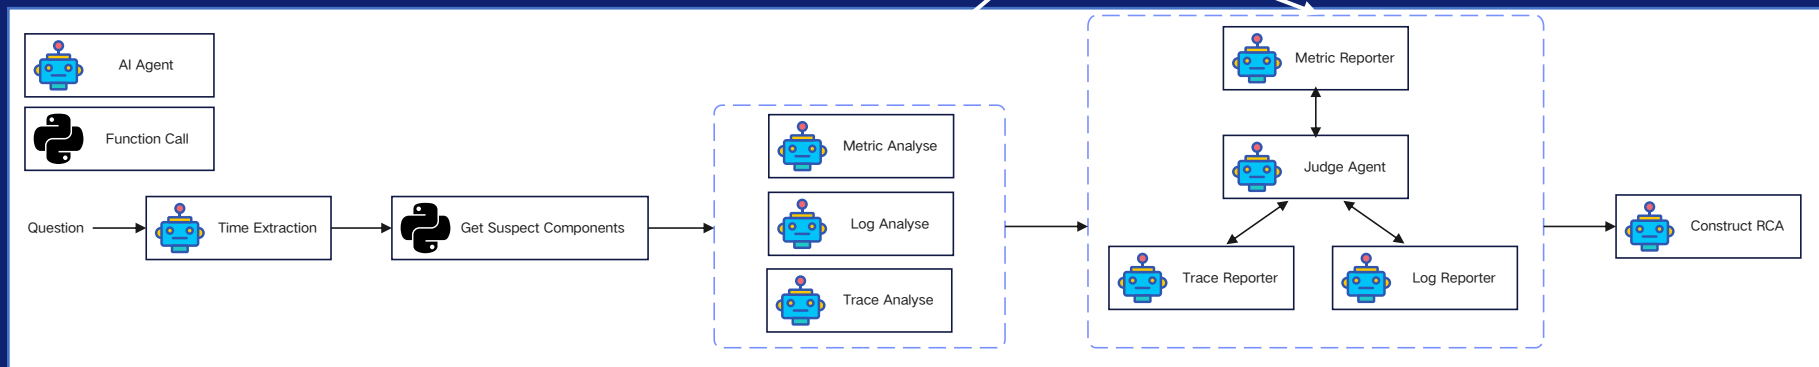 AI Agent
Function Call
Question
Time Extraction
Get Suspect Components
Metric Analyse
Log Analyse
Trace Analyse
Metric Reporter
Judge Agent
Trace Reporter
Log Reporter
Construct RCA